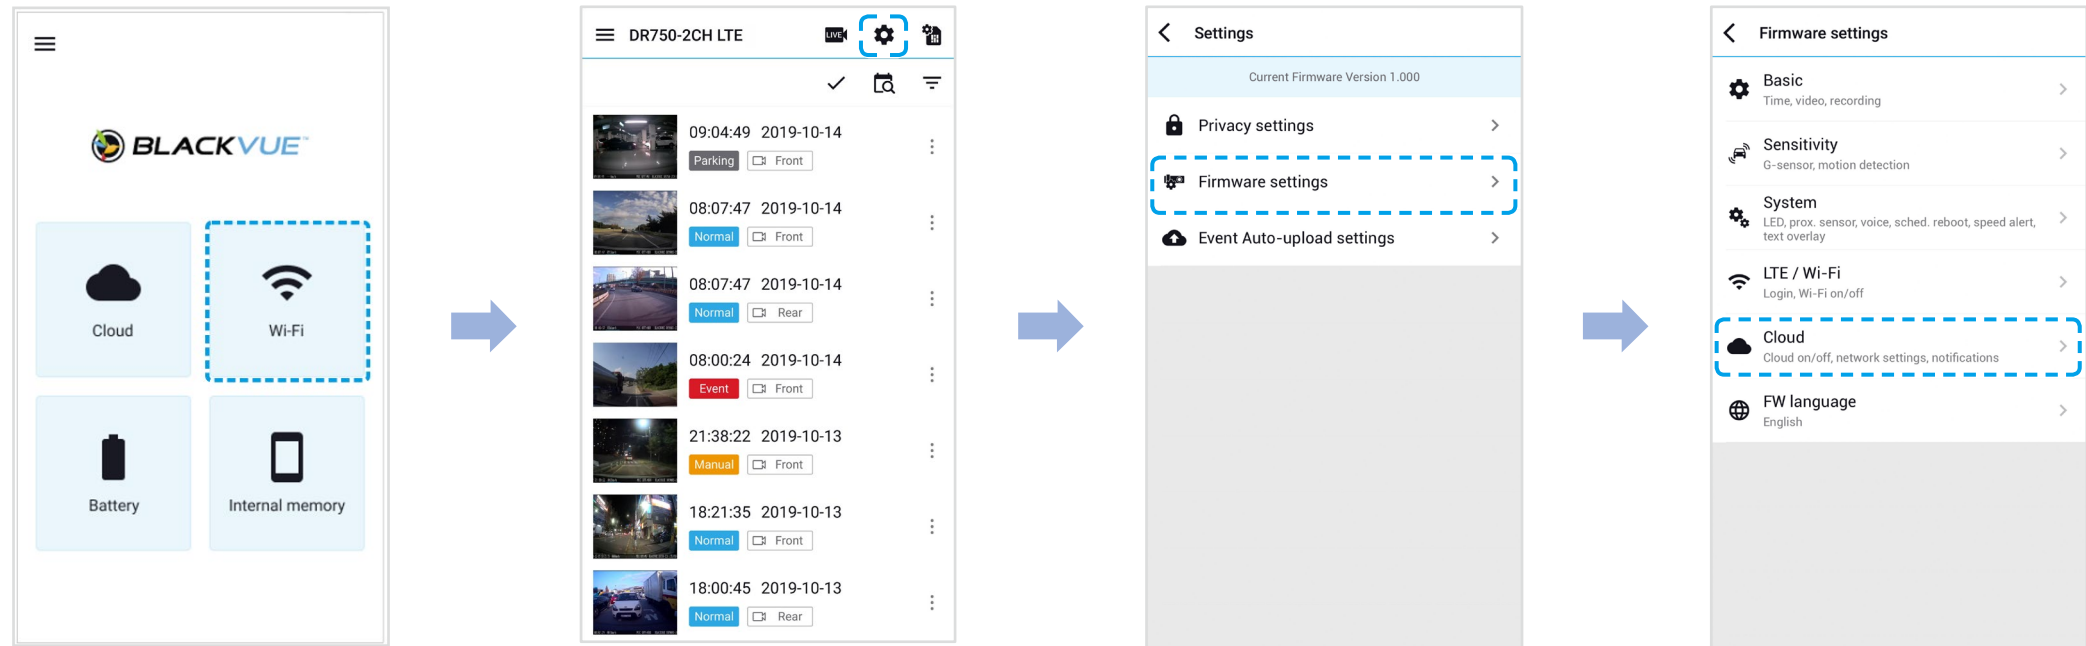 BLACKVUE™
Cloud
Wi-Fi
Battery
Internal memory
DR750-2CH LTE
LIVE
09:04:49 2019-10-14
Parking Front
08:07:47 2019-10-14
Normal Front
08:07:47 2019-10-14
Normal Rear
08:00:24 2019-10-14
Event Front
21:38:22 2019-10-13
Manual Front
18:21:35 2019-10-13
Normal Front
18:00:45 2019-10-13
Normal Rear
Settings
Current Firmware Version 1.000
Privacy settings
Firmware settings
Event Auto-upload settings
Firmware settings
Basic
Time, video, recording
Sensitivity
G-sensor, motion detection
System
LED, prox. sensor, voice, sched. reboot, speed alert,
text overlay
LTE / Wi-Fi
Login, Wi-Fi on/off
Cloud
Cloud on/off, network settings, notifications
FW language
English